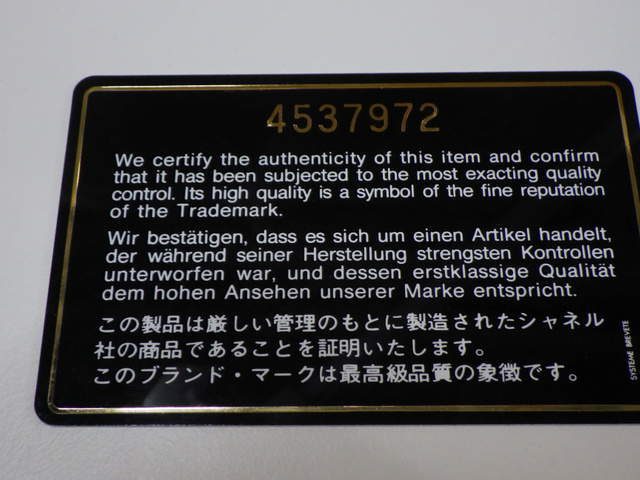 4537972
We certify the authenticity of this item and confirm
that it has been subjected to the most exacting quality
control. Its high quality is a symbol of the fine reputation
of the Trademark.
Wir bestätigen, dass es sich um einen Artikel handelt,
der während seiner Herstellung strengsten Kontrollen
unterworfen war, und dessen erstklassige Qualität
dem hohen Ansehen unserer Marke entspricht.
この製品は厳しい管理のもとに製造されたシャネル
社の商品であることを証明いたします。
このブランド・マークは最高級品質の象徴です。
SYSTEME BREVETE